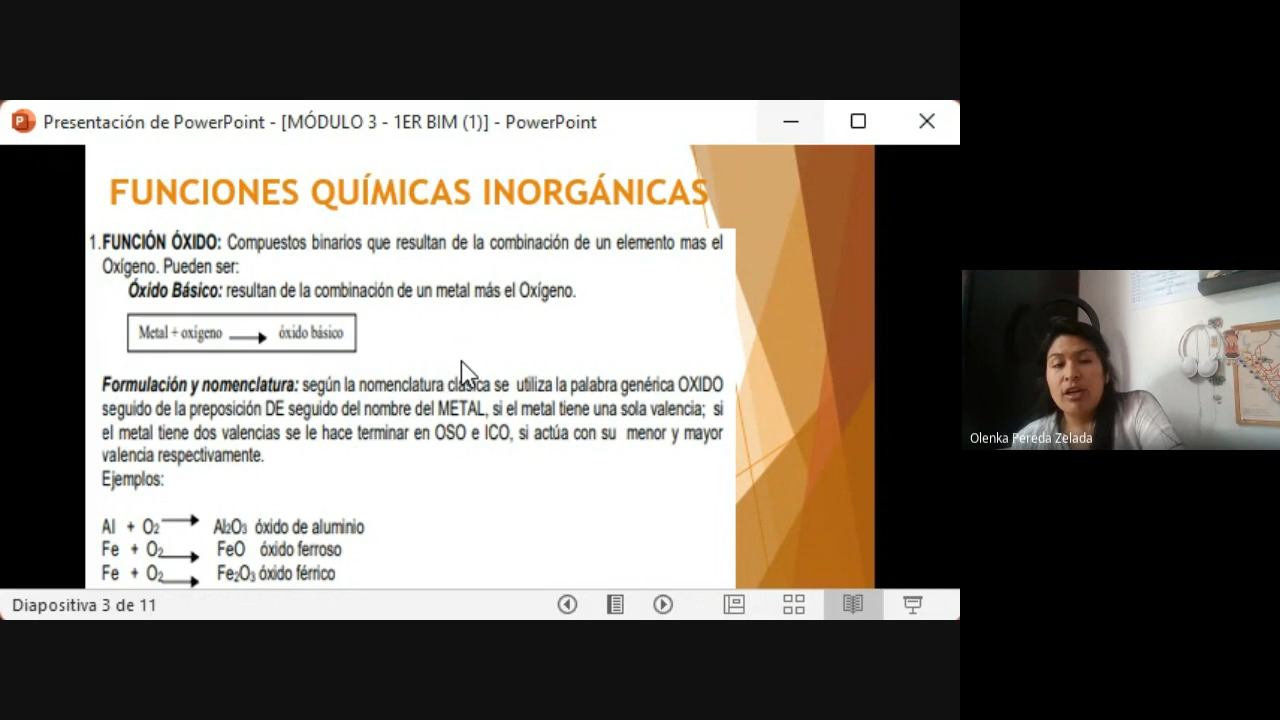 Presentación de PowerPoint - [MÓDULO 3 - 1ER BIM (1)] - PowerPoint
FUNCIONES QUÍMICAS INORGÁNICAS
1. FUNCIÓN ÓXIDO: Compuestos binarios que resultan de la combinación de un elemento mas el
Oxígeno. Pueden ser:
Óxido Básico: resultan de la combinación de un metal más el Oxígeno.
Metal + oxígeno → óxido básico
Formulación y nomenclatura: según la nomenclatura clásica se utiliza la palabra genérica OXIDO
seguido de la preposición DE seguido del nombre del METAL, si el metal tiene una sola valencia; si
el metal tiene dos valencias se le hace terminar en OSO e ICO, si actúa con su menor y mayor
valencia respectivamente.
Ejemplos:
Al + O₂ → Al₂O₃ óxido de aluminio
Fe + O₂ → FeO óxido ferroso
Fe + O₂ → Fe₂O₃ óxido férrico
Diapositiva 3 de 11
Olenka Pereda Zelada